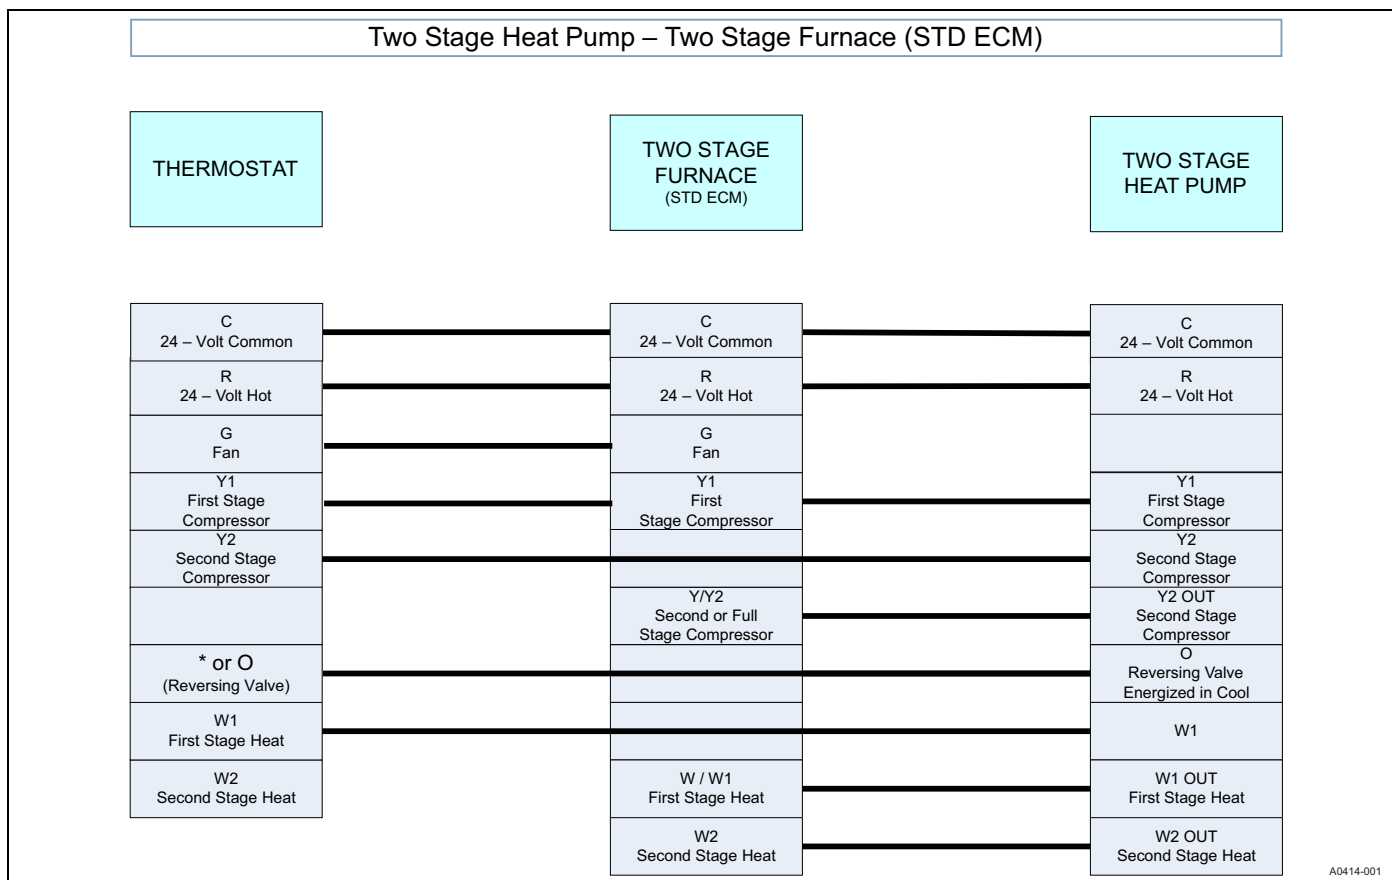 Two Stage Heat Pump – Two Stage Furnace (STD ECM)
THERMOSTAT
TWO STAGE
FURNACE
(STD ECM)
TWO STAGE
HEAT PUMP
C
24 – Volt Common
C
24 – Volt Common
C
24 – Volt Common
R
24 – Volt Hot
R
24 – Volt Hot
R
24 – Volt Hot
G
Fan
G
Fan
Y1
First Stage
Compressor
Y1
First
Stage Compressor
Y1
First Stage
Compressor
Y2
Second Stage
Compressor
Y2
Second Stage
Compressor
Y/Y2
Second or Full
Stage Compressor
Y2 OUT
Second Stage
Compressor
* or O
(Reversing Valve)
O
Reversing Valve
Energized in Cool
W1
First Stage Heat
W1
W2
Second Stage Heat
W / W1
First Stage Heat
W1 OUT
First Stage Heat
W2
Second Stage Heat
W2 OUT
Second Stage Heat
A0414-001